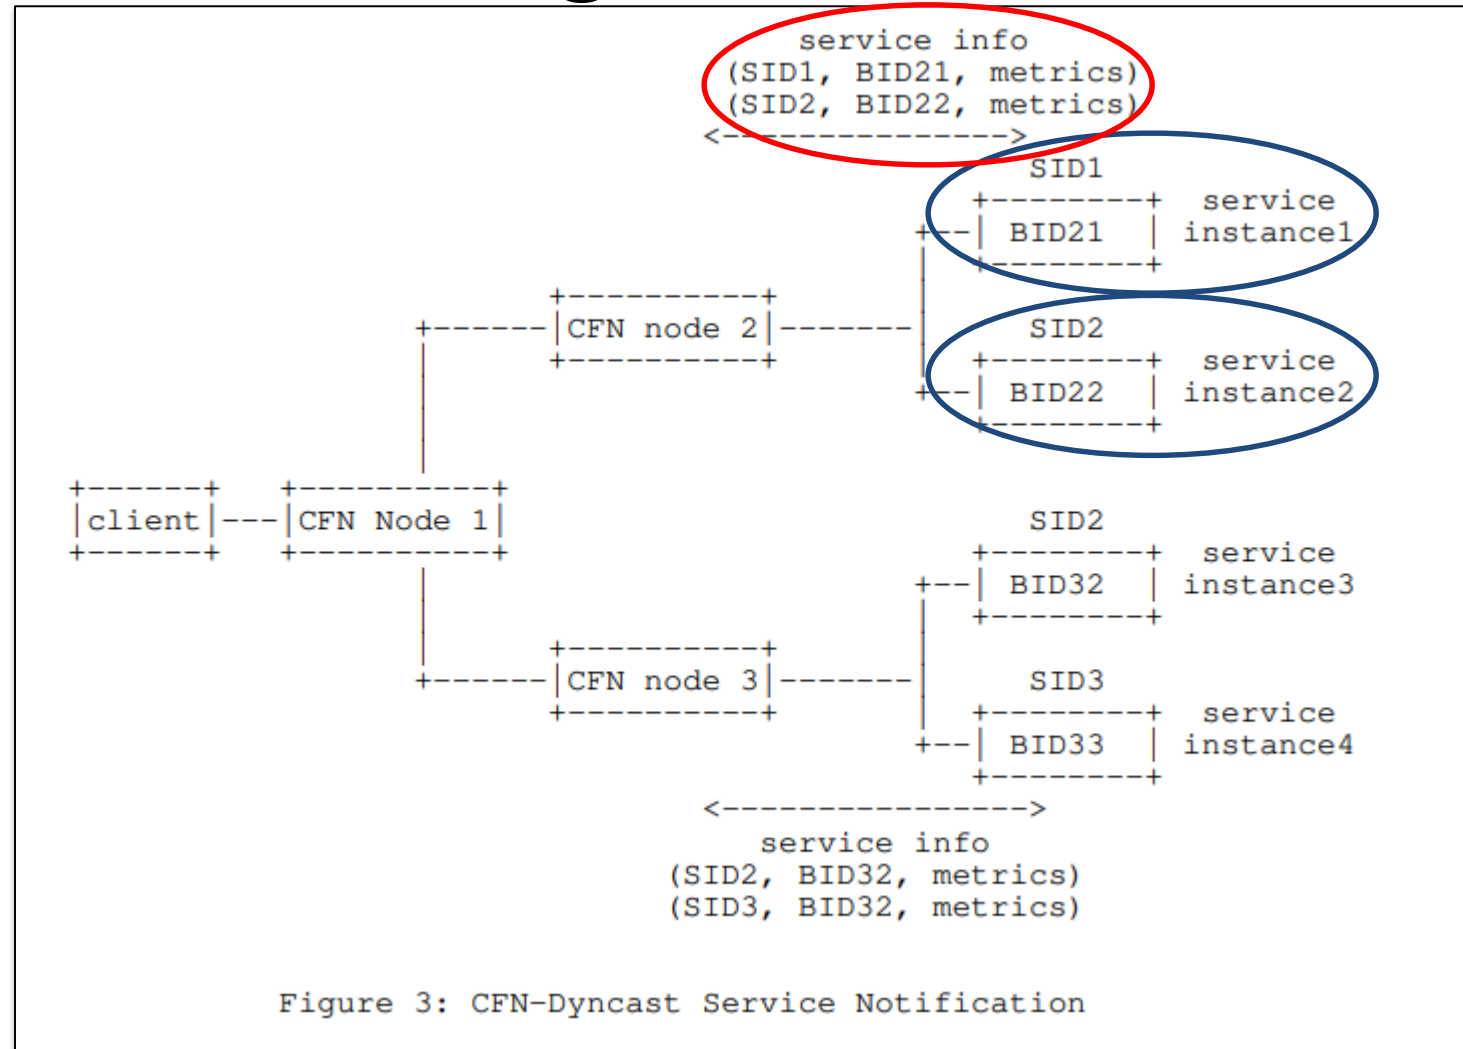 service info
(SID1, BID21, metrics)
(SID2, BID22, metrics)
SID1
service
BID21 instance1
CFN node 2 SID2
service
BID22 instance2
client CFN Node 1 SID2
service
BID32 instance3
CFN node 3 SID3
service
BID33 instance4
service info
(SID2, BID32, metrics)
(SID3, BID32, metrics)
Figure 3: CFN-Dyncast Service Notification